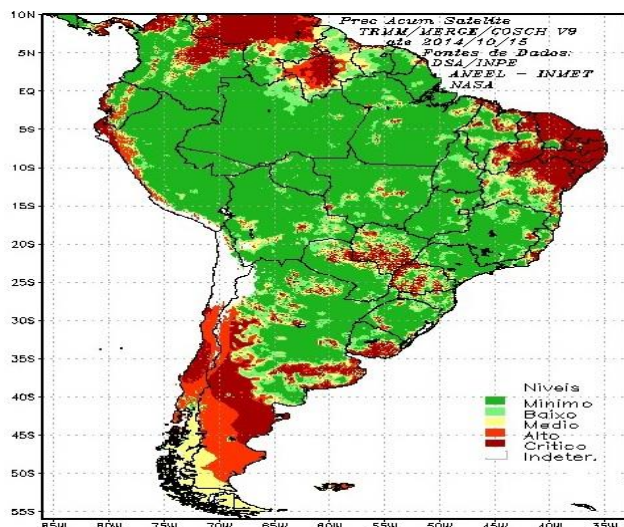 Prec Acum Satelite
TRMM/MERGE/COSCH V9
ate 2014/10/15
Fontes de Dados:
DSA/INPE
ANEEL - INMET
NASA
10N
5N
EQ
5S
10S
15S
20S
25S
30S
35S
40S
45S
50S
55S
Niveis
Minimo
Baixo
Medio
Alto
Critico
Indeter.
85W 80W 75W 70W 65W 60W 55W 50W 45W 40W 35W